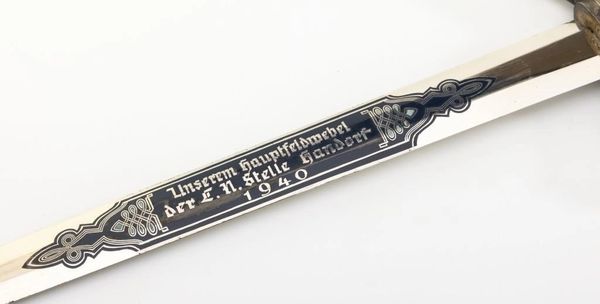 Unserem Hauptfeldwebel
der L. N. Stelle Handorf
1940